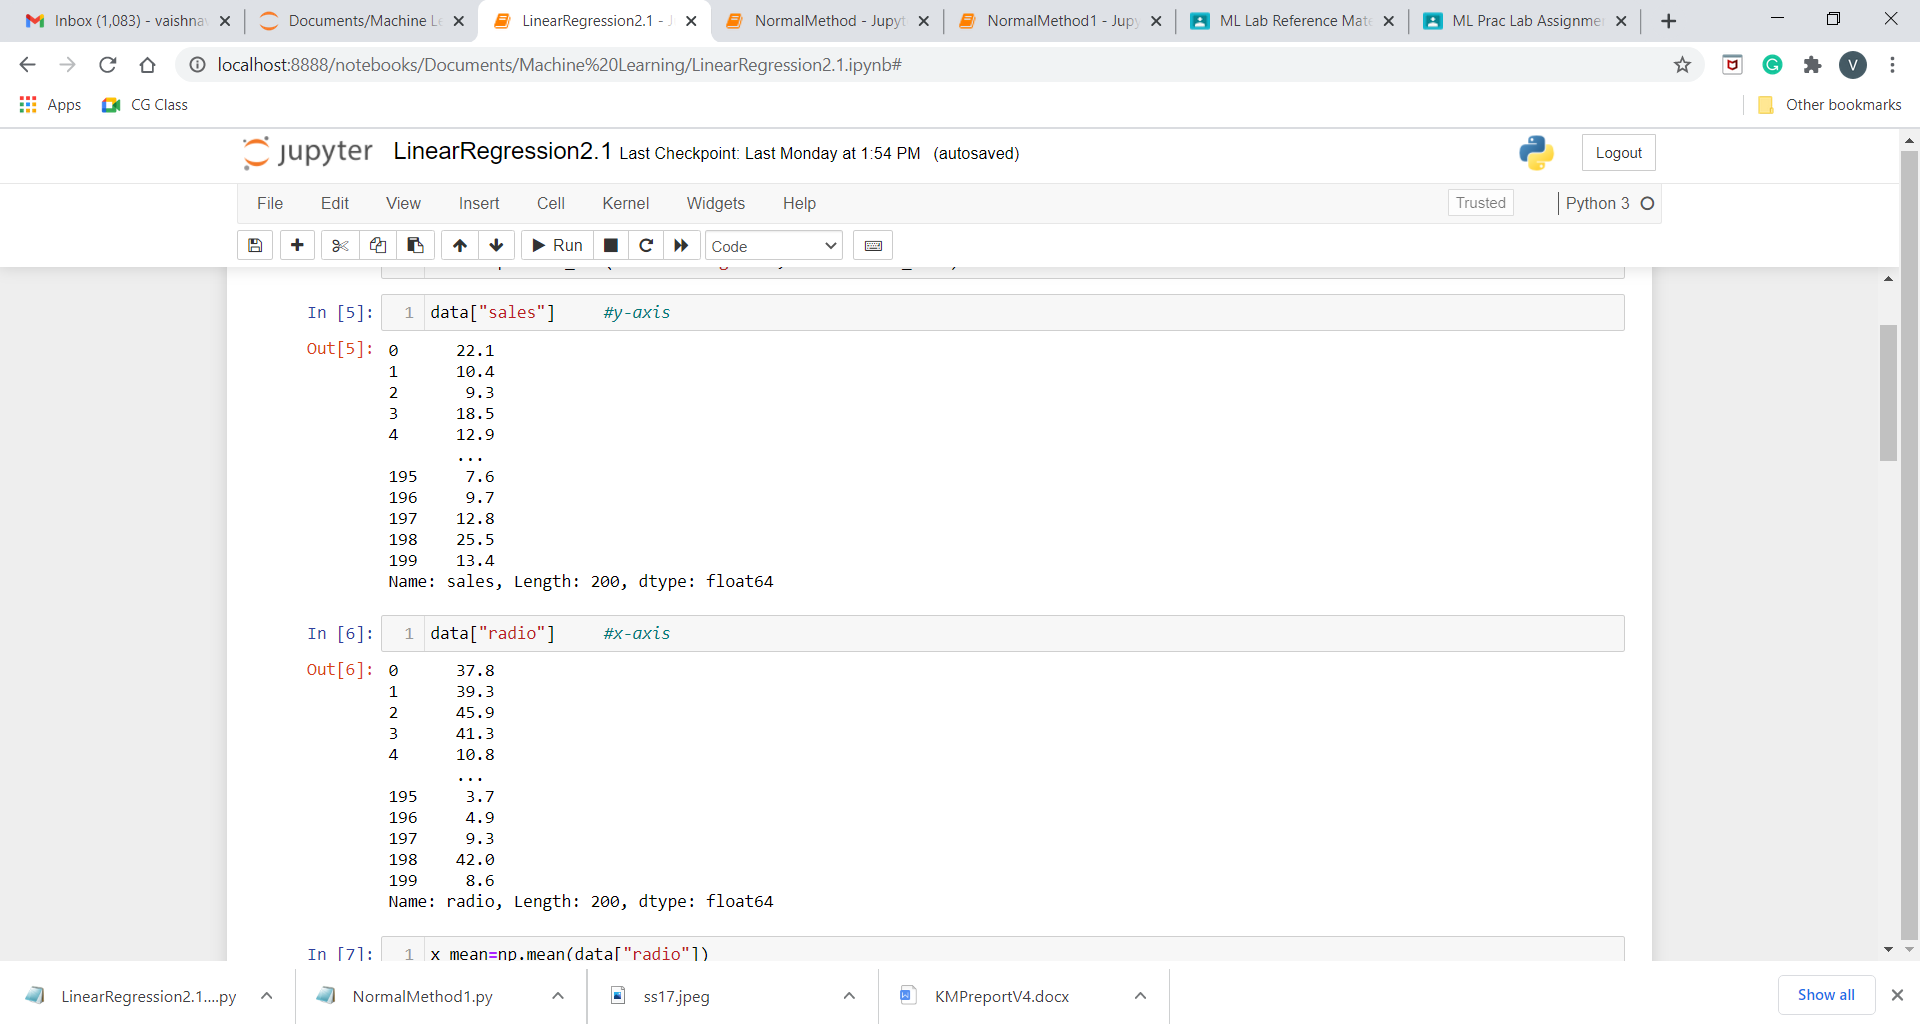 Inbox (1,083) - vaishna
Documents/Machine Le
LinearRegression2.1 - J
NormalMethod - Jupyt
NormalMethod1 - Jupy
ML Lab Reference Mate
ML Prac Lab Assignmen
localhost:8888/notebooks/Documents/Machine%20Learning/LinearRegression2.1.ipynb#
V
Apps
CG Class
Other bookmarks
jupyter LinearRegression2.1 Last Checkpoint: Last Monday at 1:54 PM (autosaved)
Logout
File Edit View Insert Cell Kernel Widgets Help
Trusted
Python 3
Run
Code
In [5]: 1 data["sales"] #y-axis
Out[5]: 0 22.1
1 10.4
2 9.3
3 18.5
4 12.9
...
195 7.6
196 9.7
197 12.8
198 25.5
199 13.4
Name: sales, Length: 200, dtype: float64
In [6]: 1 data["radio"] #x-axis
Out[6]: 0 37.8
1 39.3
2 45.9
3 41.3
4 10.8
...
195 3.7
196 4.9
197 9.3
198 42.0
199 8.6
Name: radio, Length: 200, dtype: float64
In [7]: 1 x_mean=np.mean(data["radio"])
LinearRegression2.1....py
NormalMethod1.py
ss17.jpeg
KMPreportV4.docx
Show all